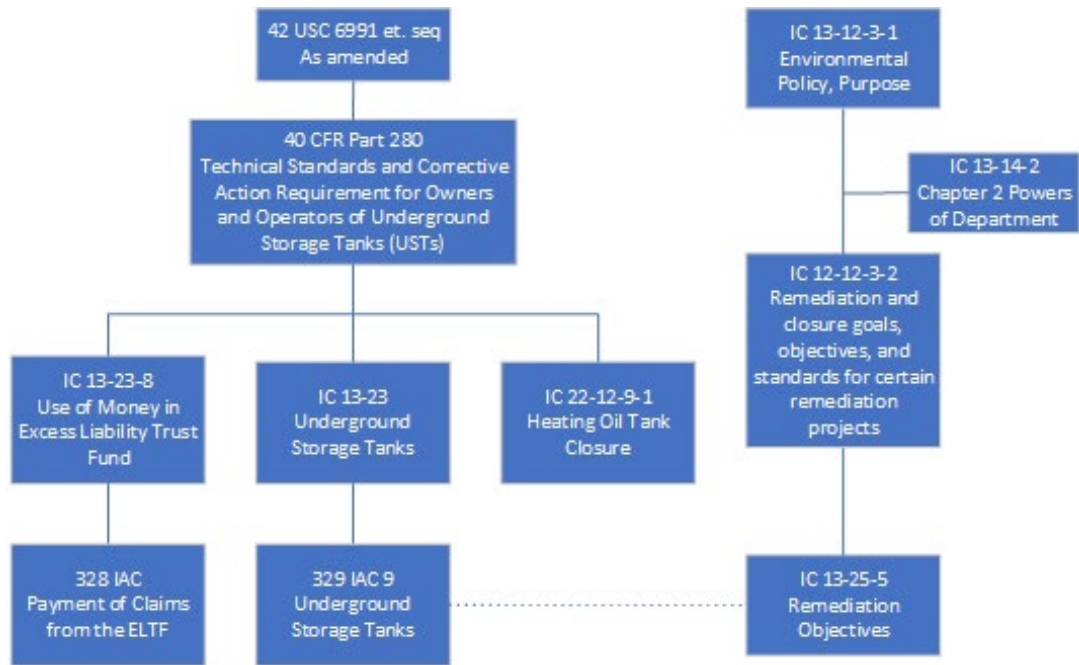 42 USC 6991 et. seq
As amended
IC 13-12-3-1
Environmental
Policy, Purpose
40 CFR Part 280
Technical Standards and Corrective
Action Requirement for Owners
and Operators of Underground
Storage Tanks (USTs)
IC 13-14-2
Chapter 2 Powers
of Department
IC 12-12-3-2
Remediation and
closure goals,
objectives, and
standards for certain
remediation
projects
IC 13-23-8
Use of Money in
Excess Liability Trust
Fund
IC 13-23
Underground
Storage Tanks
IC 22-12-9-1
Heating Oil Tank
Closure
328 IAC
Payment of Claims
from the ELTF
329 IAC 9
Underground
Storage Tanks
IC 13-25-5
Remediation
Objectives